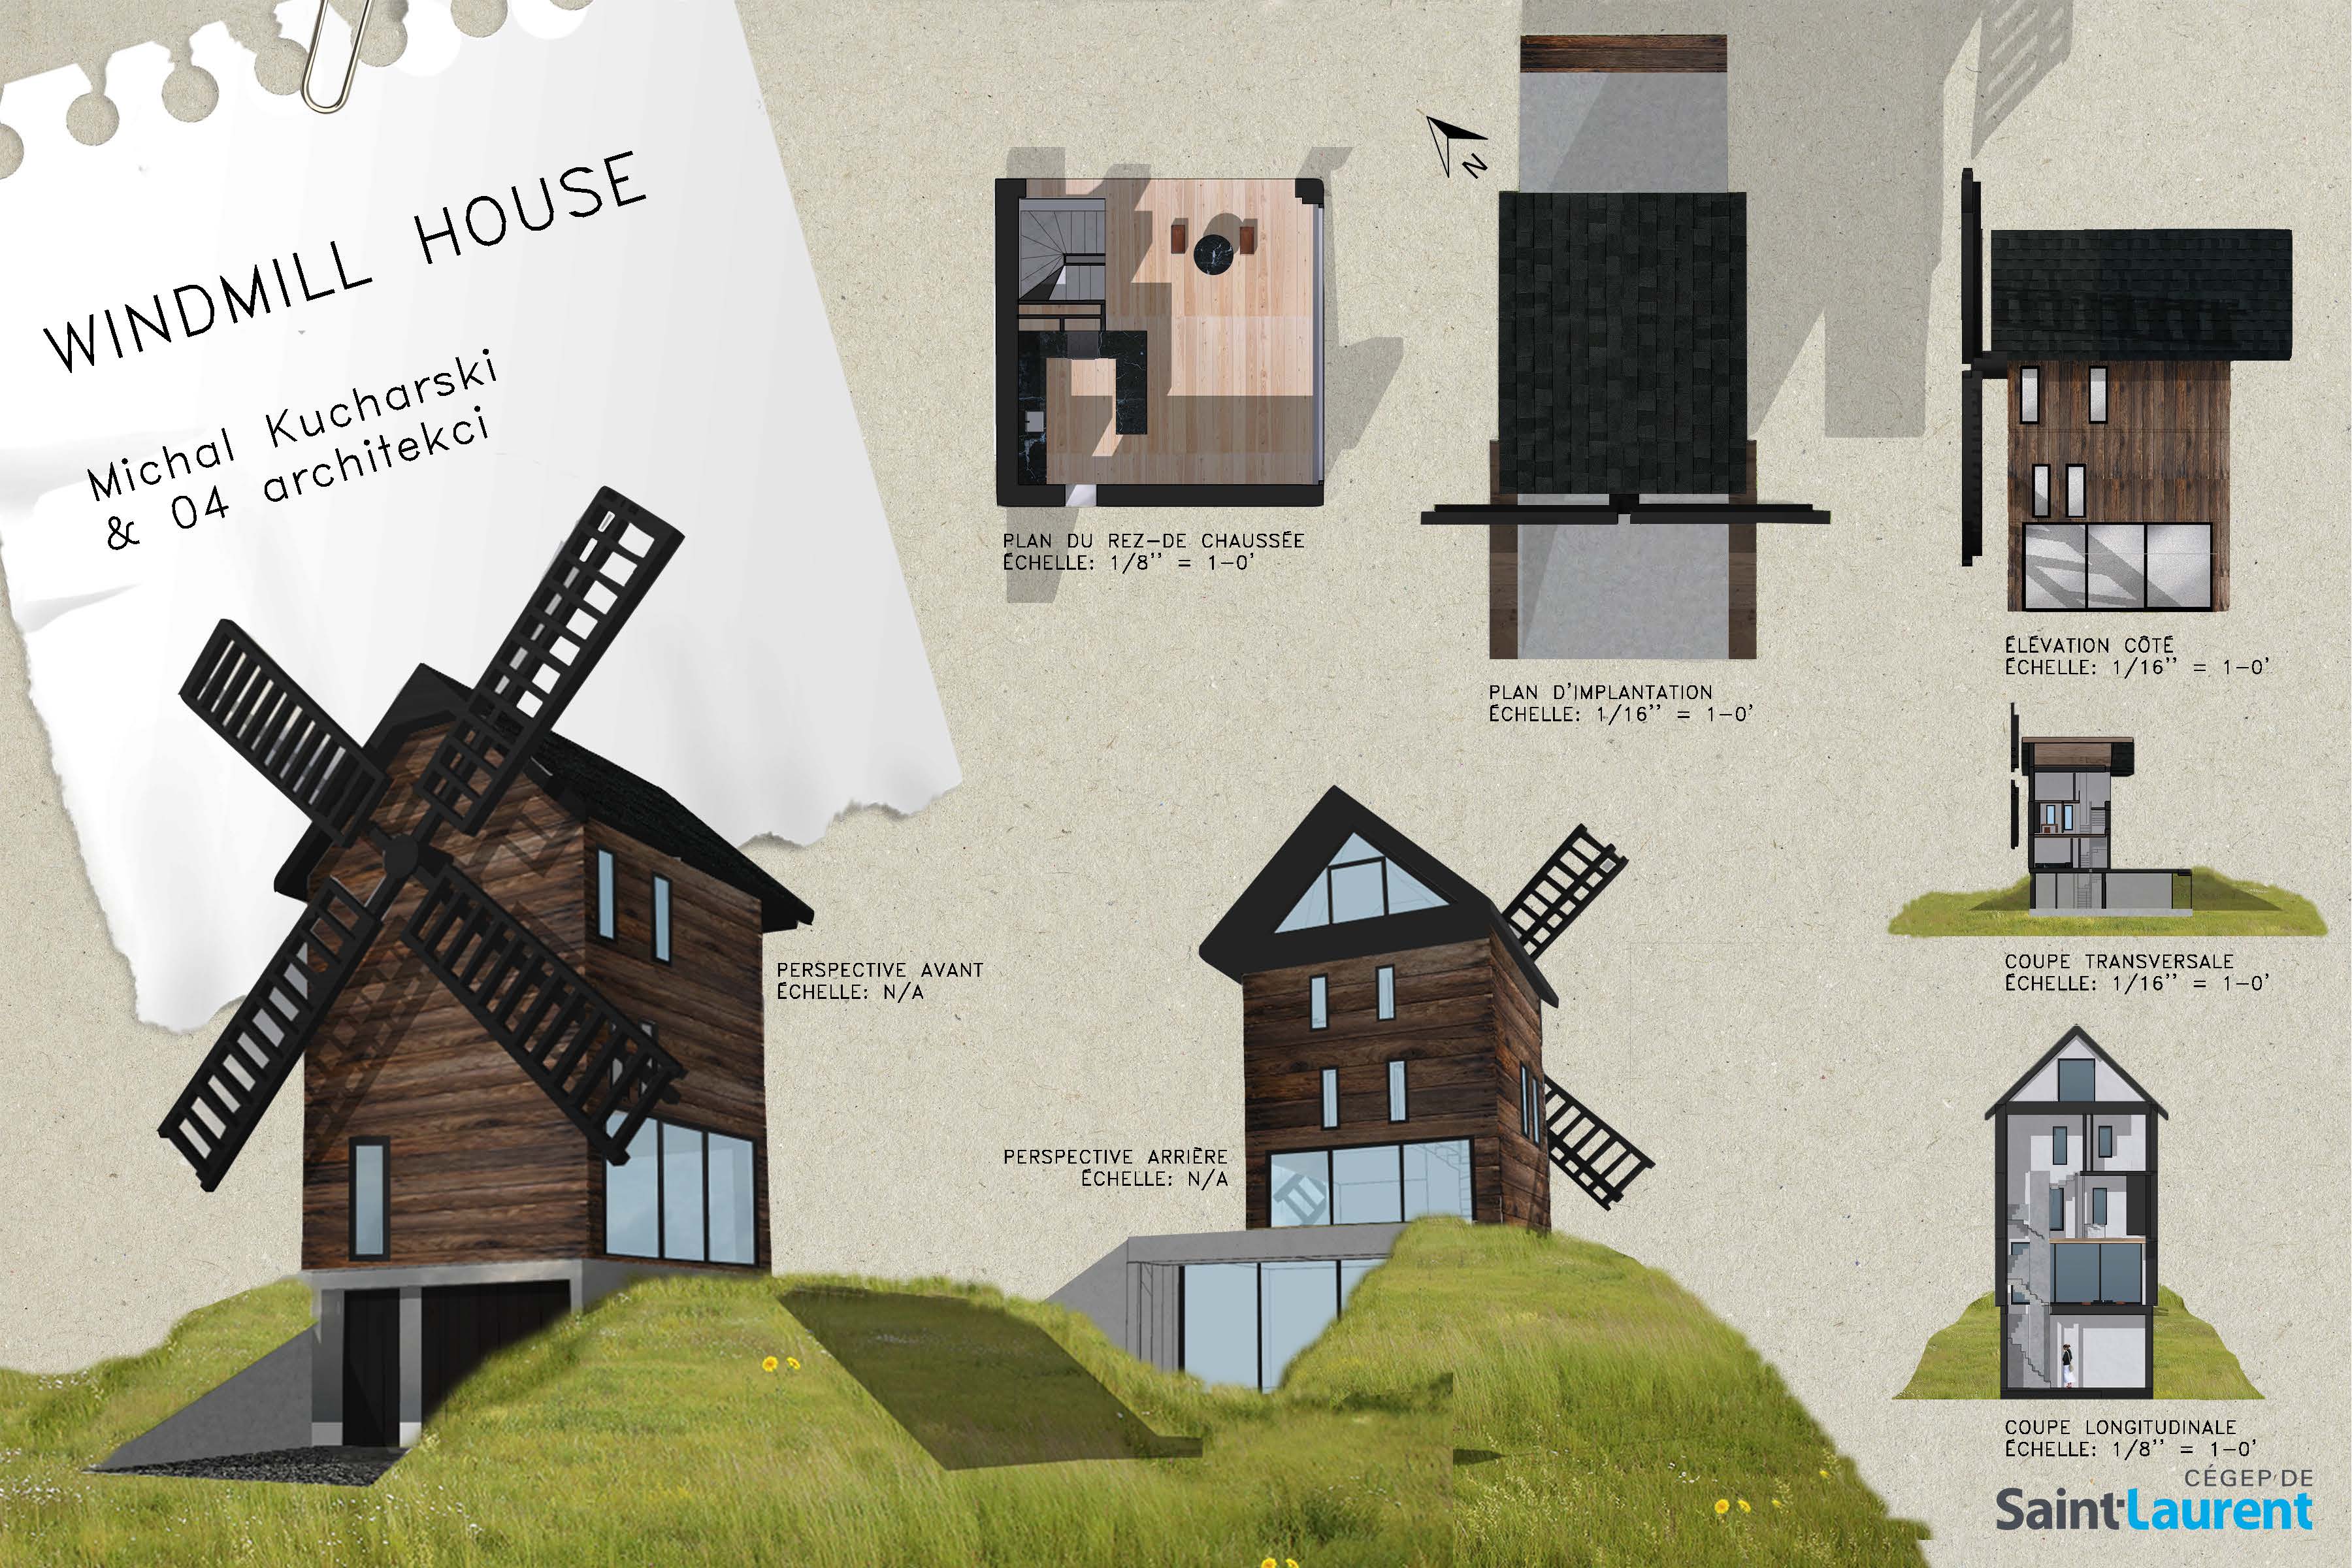 WINDMILL HOUSE
Michal Kucharski
& 04 architekci
N
PLAN DU REZ-DE CHAUSSÉE
ÉCHELLE: 1/8'' = 1-0'
PLAN D'IMPLANTATION
ÉCHELLE: 1/16'' = 1-0'
ÉLÉVATION CÔTÉ
ÉCHELLE: 1/16'' = 1-0'
COUPE TRANSVERSALE
ÉCHELLE: 1/16'' = 1-0'
PERSPECTIVE AVANT
ÉCHELLE: N/A
PERSPECTIVE ARRIÈRE
ÉCHELLE: N/A
COUPE LONGITUDINALE
ÉCHELLE: 1/8'' = 1-0'
CÉGEP DE
Saint-Laurent